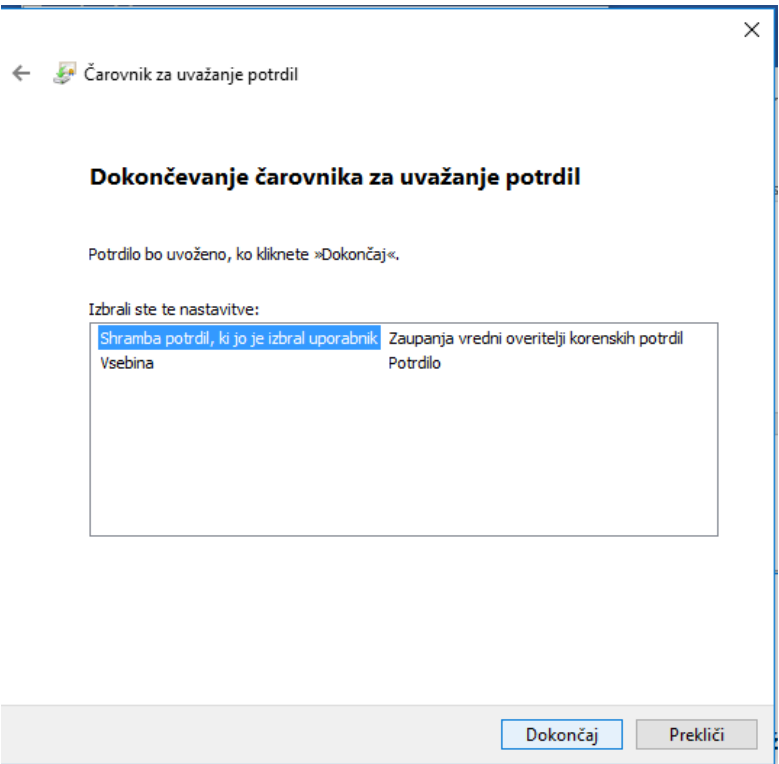 Čarovnik za uvažanje potrdil
Dokončevanje čarovnika za uvažanje potrdil
Potrdilo bo uvoženo, ko kliknete »Dokončaj«.
Izbrali ste te nastavitve:
Shramba potrdil, ki jo je izbral uporabnik Zaupanja vredni overitelji korenskih potrdil
Vsebina Potrdilo
Dokončaj Prekliči